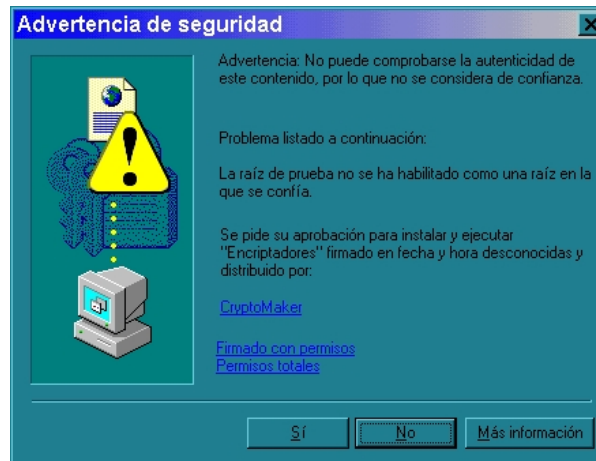 Advertencia de seguridad
Advertencia: No puede comprobarse la autenticidad de
este contenido, por lo que no se considera de confianza.
Problema listado a continuación:
La raíz de prueba no se ha habilitado como una raíz en la
que se confía.
Se pide su aprobación para instalar y ejecutar
"Encriptadores" firmado en fecha y hora desconocidas y
distribuido por:
CryptoMaker
Firmado con permisos
Permisos totales
Sí No Más información